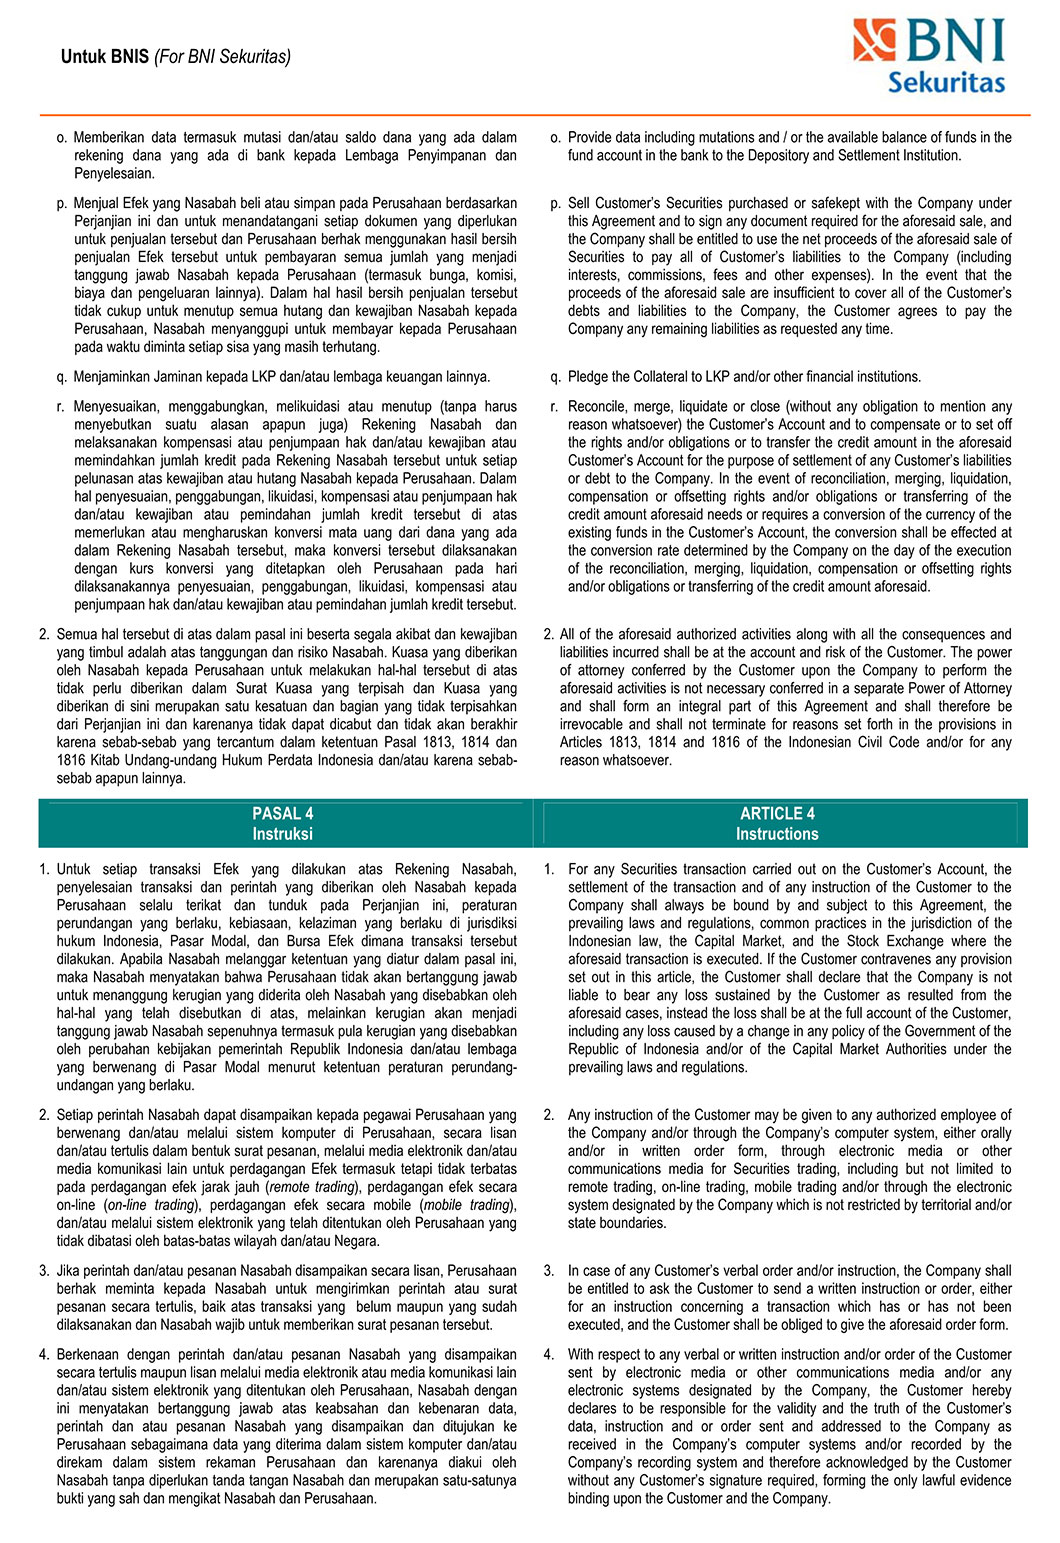 Untuk BNIS (For BNI Sekuritas)
BNI
Sekuritas
o. Memberikan data termasuk mutasi dan/atau saldo dana yang ada dalam
rekening dana yang ada di bank kepada Lembaga Penyimpanan dan
Penyelesaian.
p. Menjual Efek yang Nasabah beli atau simpan pada Perusahaan berdasarkan
Perjanjian ini dan untuk menandatangani setiap dokumen yang diperlukan
untuk penjualan tersebut dan Perusahaan berhak menggunakan hasil bersih
penjualan Efek tersebut untuk pembayaran semua jumlah yang menjadi
tanggung jawab Nasabah kepada Perusahaan (termasuk bunga, komisi,
biaya dan pengeluaran lainnya). Dalam hal hasil bersih penjualan tersebut
tidak cukup untuk menutup semua hutang dan kewajiban Nasabah kepada
Perusahaan, Nasabah menyanggupi untuk membayar kepada Perusahaan
pada waktu diminta setiap sisa yang masih terhutang.
q. Menjaminkan Jaminan kepada LKP dan/atau lembaga keuangan lainnya.
r. Menyesuaikan, menggabungkan, melikuidasi atau menutup (tanpa harus
menyebutkan suatu alasan apapun juga) Rekening Nasabah dan
melaksanakan kompensasi atau penjumpaan hak dan/atau kewajiban atau
memindahkan jumlah kredit pada Rekening Nasabah tersebut untuk setiap
pelunasan atas kewajiban atau hutang Nasabah kepada Perusahaan. Dalam
hal penyesuaian, penggabungan, likuidasi, kompensasi atau penjumpaan hak
dan/atau kewajiban atau pemindahan jumlah kredit tersebut di atas
memerlukan atau mengharuskan konversi mata uang dari dana yang ada
dalam Rekening Nasabah tersebut, maka konversi tersebut dilaksanakan
dengan kurs konversi yang ditetapkan oleh Perusahaan pada hari
dilaksanakannya penyesuaian, penggabungan, likuidasi, kompensasi atau
penjumpaan hak dan/atau kewajiban atau pemindahan jumlah kredit tersebut.
2. Semua hal tersebut di atas dalam pasal ini beserta segala akibat dan kewajiban
yang timbul adalah atas tanggungan dan risiko Nasabah. Kuasa yang diberikan
oleh Nasabah kepada Perusahaan untuk melakukan hal-hal tersebut di atas
tidak perlu diberikan dalam Surat Kuasa yang terpisah dan Kuasa yang
diberikan di sini merupakan satu kesatuan dan bagian yang tidak terpisahkan
dari Perjanjian ini dan karenanya tidak dapat dicabut dan tidak akan berakhir
karena sebab-sebab yang tercantum dalam ketentuan Pasal 1813, 1814 dan
1816 Kitab Undang-undang Hukum Perdata Indonesia dan/atau karena sebab-
sebab apapun lainnya.
o. Provide data including mutations and / or the available balance of funds in the
fund account in the bank to the Depository and Settlement Institution.
p. Sell Customer's Securities purchased or safekept with the Company under
this Agreement and to sign any document required for the aforesaid sale, and
the Company shall be entitled to use the net proceeds of the aforesaid sale of
Securities to pay all of Customer's liabilities to the Company (including
interests, commissions, fees and other expenses). In the event that the
proceeds of the aforesaid sale are insufficient to cover all of the Customer's
debts and liabilities to the Company, the Customer agrees to pay the
Company any remaining liabilities as requested any time.
q. Pledge the Collateral to LKP and/or other financial institutions.
r. Reconcile, merge, liquidate or close (without any obligation to mention any
reason whatsoever) the Customer's Account and to compensate or to set off
the rights and/or obligations or to transfer the credit amount in the aforesaid
Customer's Account for the purpose of settlement of any Customer's liabilities
or debt to the Company. In the event of reconciliation, merging, liquidation,
compensation or offsetting rights and/or obligations or transferring of the
credit amount aforesaid needs or requires a conversion of the currency of the
existing funds in the Customer's Account, the conversion shall be effected at
the conversion rate determined by the Company on the day of the execution
of the reconciliation, merging, liquidation, compensation or offsetting rights
and/or obligations or transferring of the credit amount aforesaid.
2. All of the aforesaid authorized activities along with all the consequences and
liabilities incurred shall be at the account and risk of the Customer. The power
of attorney conferred by the Customer upon the Company to perform the
aforesaid activities is not necessary conferred in a separate Power of Attorney
and shall form an integral part of this Agreement and shall therefore be
irrevocable and shall not terminate for reasons set forth in the provisions in
Articles 1813, 1814 and 1816 of the Indonesian Civil Code and/or for any
reason whatsoever.
PASAL 4
Instruksi
ARTICLE 4
Instructions
1. Untuk setiap transaksi Efek yang dilakukan atas Rekening Nasabah,
penyelesaian transaksi dan perintah yang diberikan oleh Nasabah kepada
Perusahaan selalu terikat dan tunduk pada Perjanjian ini, peraturan
perundangan yang berlaku, kebiasaan, kelaziman yang berlaku di jurisdiksi
hukum Indonesia, Pasar Modal, dan Bursa Efek dimana transaksi tersebut
dilakukan. Apabila Nasabah melanggar ketentuan yang diatur dalam pasal ini,
maka Nasabah menyatakan bahwa Perusahaan tidak akan bertanggung jawab
untuk menanggung kerugian yang diderita oleh Nasabah yang disebabkan oleh
hal-hal yang telah disebutkan di atas, melainkan kerugian akan menjadi
tanggung jawab Nasabah sepenuhnya termasuk pula kerugian yang disebabkan
oleh perubahan kebijakan pemerintah Republik Indonesia dan/atau lembaga
yang berwenang di Pasar Modal menurut ketentuan peraturan perundang-
undangan yang berlaku.
2. Setiap perintah Nasabah dapat disampaikan kepada pegawai Perusahaan yang
berwenang dan/atau melalui sistem komputer di Perusahaan, secara lisan
dan/atau tertulis dalam bentuk surat pesanan, melalui media elektronik dan/atau
media komunikasi lain untuk perdagangan Efek termasuk tetapi tidak terbatas
pada perdagangan efek jarak jauh (remote trading), perdagangan efek secara
on-line (on-line trading), perdagangan efek secara mobile (mobile trading),
dan/atau melalui sistem elektronik yang telah ditentukan oleh Perusahaan yang
tidak dibatasi oleh batas-batas wilayah dan/atau Negara.
3. Jika perintah dan/atau pesanan Nasabah disampaikan secara lisan, Perusahaan
berhak meminta kepada Nasabah untuk mengirimkan perintah atau surat
pesanan secara tertulis, baik atas transaksi yang belum maupun yang sudah
dilaksanakan dan Nasabah wajib untuk memberikan surat pesanan tersebut.
4. Berkenaan dengan perintah dan/atau pesanan Nasabah yang disampaikan
secara tertulis maupun lisan melalui media elektronik atau media komunikasi lain
dan/atau sistem elektronik yang ditentukan oleh Perusahaan, Nasabah dengan
ini menyatakan bertanggung jawab atas keabsahan dan kebenaran data,
perintah dan atau pesanan Nasabah yang disampaikan dan ditujukan ke
Perusahaan sebagaimana data yang diterima dalam sistem komputer dan/atau
direkam dalam sistem rekaman Perusahaan dan karenanya diakui oleh
Nasabah tanpa diperlukan tanda tangan Nasabah dan merupakan satu-satunya
bukti yang sah dan mengikat Nasabah dan Perusahaan.
1. For any Securities transaction carried out on the Customer's Account, the
settlement of the transaction and of any instruction of the Customer to the
Company shall always be bound by and subject to this Agreement, the
prevailing laws and regulations, common practices in the jurisdiction of the
Indonesian law, the Capital Market, and the Stock Exchange where the
aforesaid transaction is executed. If the Customer contravenes any provision
set out in this article, the Customer shall declare that the Company is not
liable to bear any loss sustained by the Customer as resulted from the
aforesaid cases, instead the loss shall be at the full account of the Customer,
including any loss caused by a change in any policy of the Government of the
Republic of Indonesia and/or of the Capital Market Authorities under the
prevailing laws and regulations.
2. Any instruction of the Customer may be given to any authorized employee of
the Company and/or through the Company's computer system, either orally
and/or in written order form, through electronic media or other
communications media for Securities trading, including but not limited to
remote trading, on-line trading, mobile trading and/or through the electronic
system designated by the Company which is not restricted by territorial and/or
state boundaries.
3. In case of any Customer's verbal order and/or instruction, the Company shall
be entitled to ask the Customer to send a written instruction or order, either
for an instruction concerning a transaction which has or has not been
executed, and the Customer shall be obliged to give the aforesaid order form.
4. With respect to any verbal or written instruction and/or order of the Customer
sent by electronic media or other communications media and/or any
electronic systems designated by the Company, the Customer hereby
declares to be responsible for the validity and the truth of the Customer's
data, instruction and or order sent and addressed to the Company as
received in the Company's computer systems and/or recorded by the
Company's recording system and therefore acknowledged by the Customer
without any Customer's signature required, forming the only lawful evidence
binding upon the Customer and the Company.